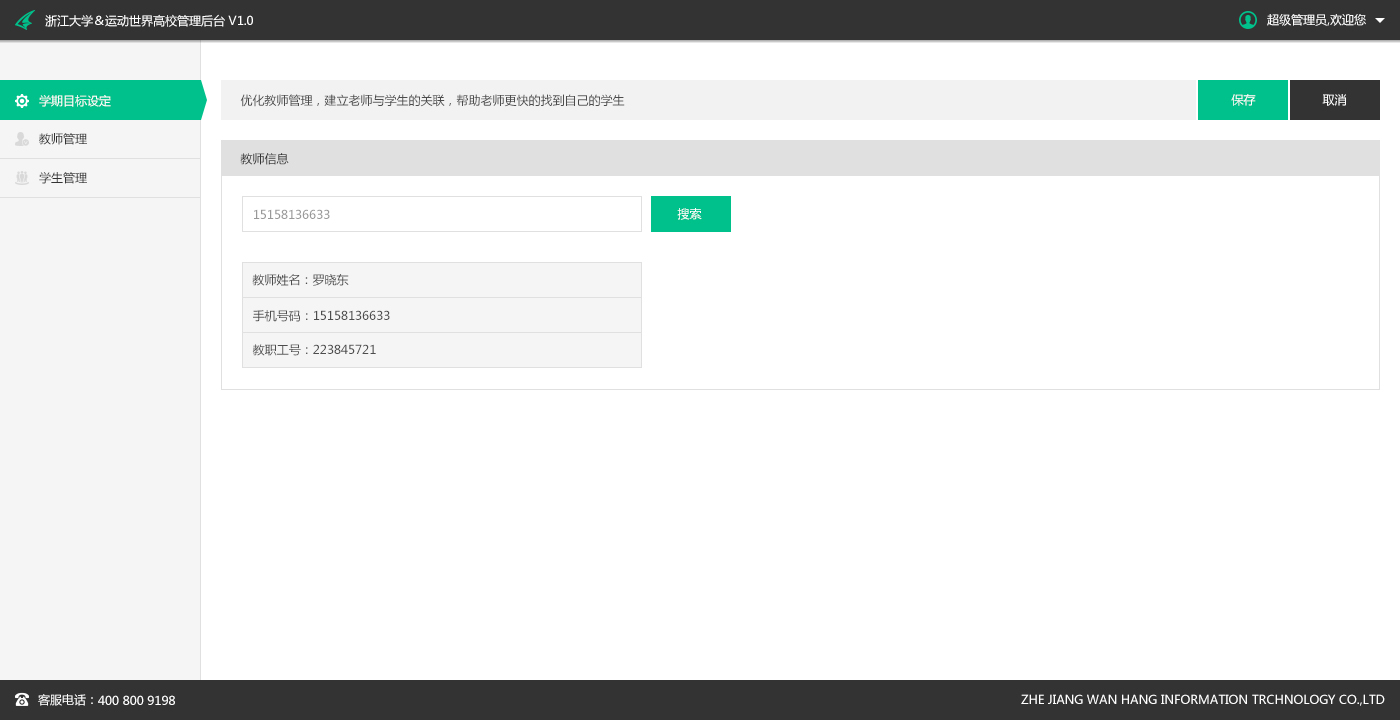 浙江大学&运动世界高校管理后台 V1.0
超级管理员,欢迎您
学期目标设定
教师管理
学生管理
优化教师管理，建立老师与学生的关联，帮助老师更快的找到自己的学生
保存
取消
教师信息
15158136633
搜索
教师姓名：罗晓东
手机号码：15158136633
教职工号：223845721
客服电话：400 800 9198
ZHE JIANG WAN HANG INFORMATION TRCHNOLOGY CO.,LTD